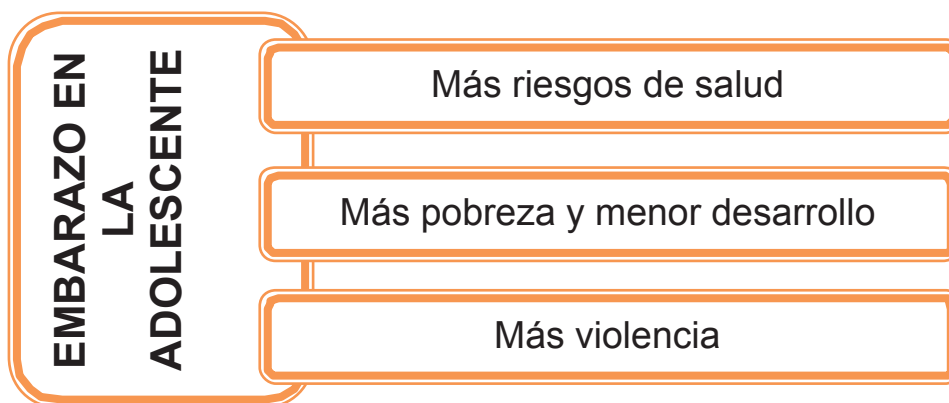 EMBARAZO EN
LA
ADOLESCENTE
Más riesgos de salud
Más pobreza y menor desarrollo
Más violencia